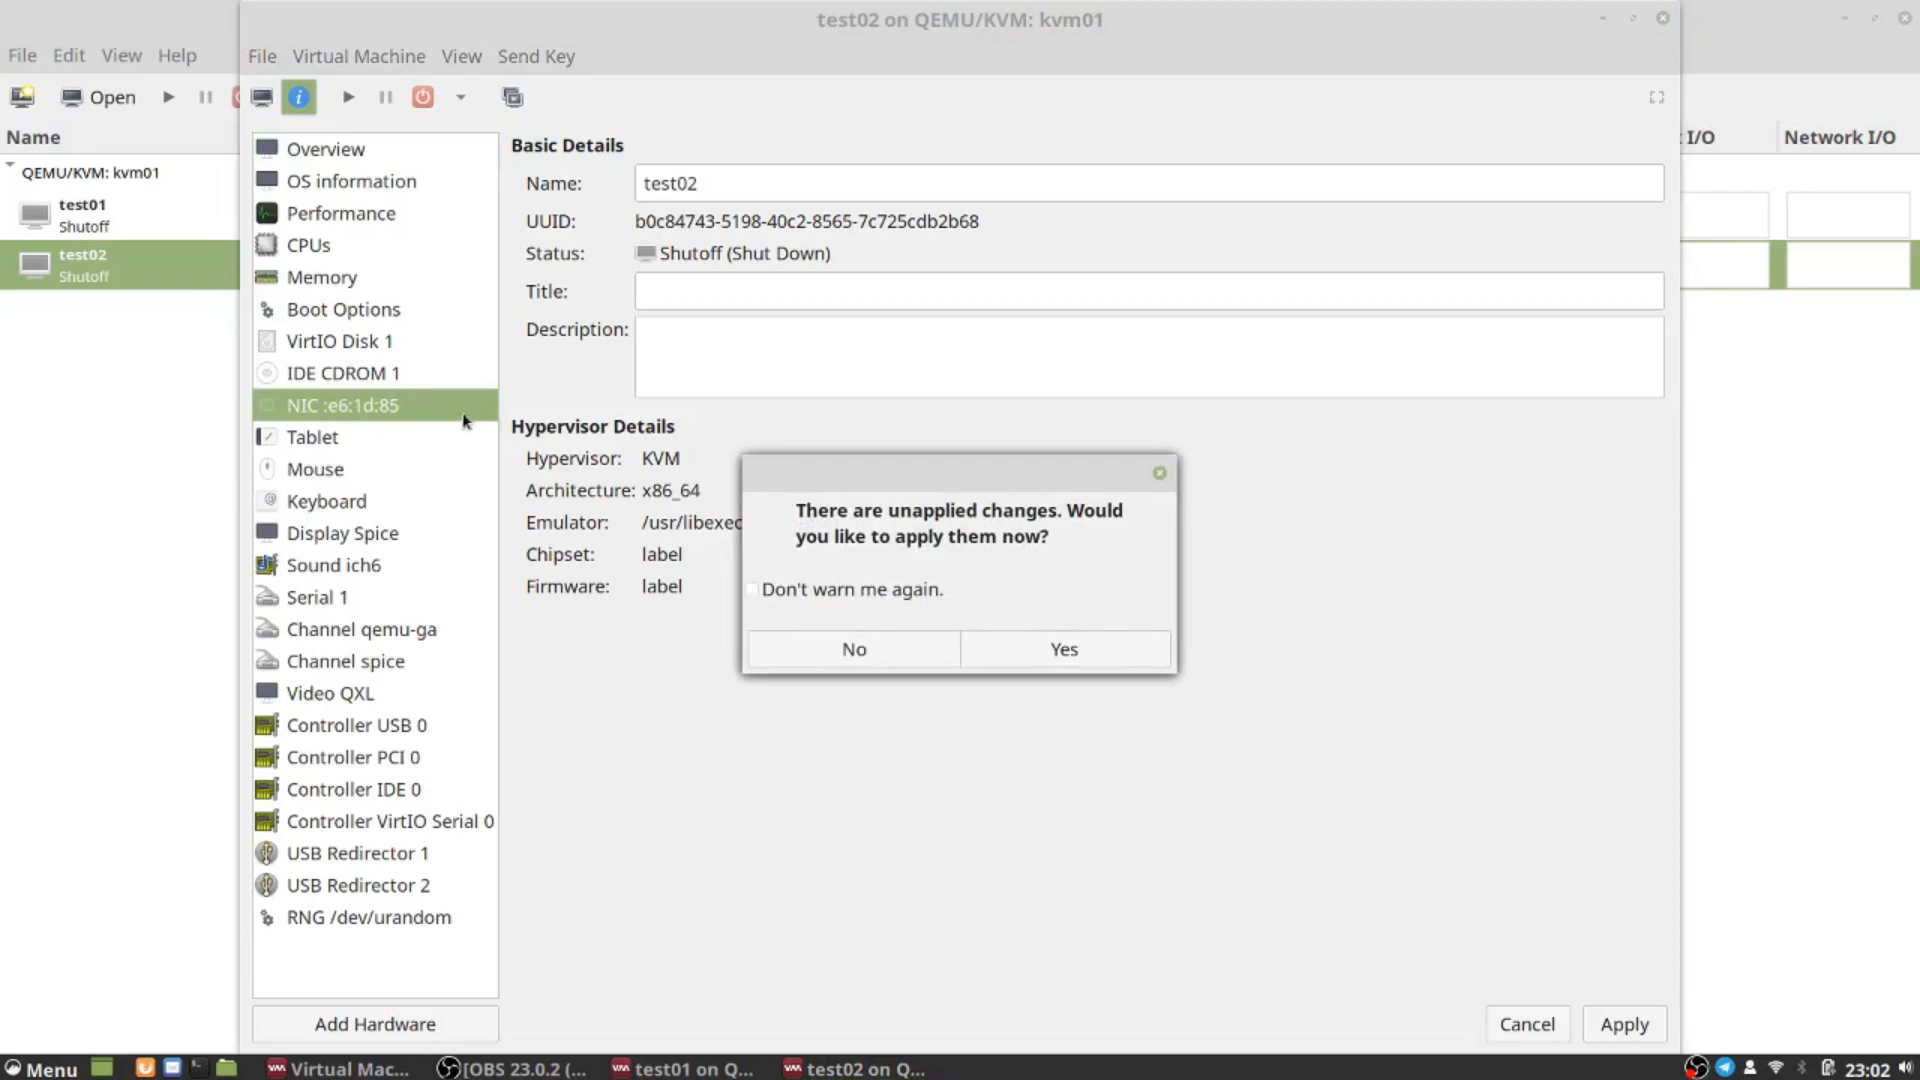 test02 on QEMU/KVM: kvm01
File Edit View Help
File Virtual Machine View Send Key
Open
Name
I/O
Network I/O
QEMU/KVM: kvm01
test01
Shutoff
test02
Shutoff
Overview
OS information
Performance
CPUs
Memory
Boot Options
VirtIO Disk 1
IDE CDROM 1
NIC :e6:1d:85
Tablet
Mouse
Keyboard
Display Spice
Sound ich6
Serial 1
Channel qemu-ga
Channel spice
Video QXL
Controller USB 0
Controller PCI 0
Controller IDE 0
Controller VirtIO Serial 0
USB Redirector 1
USB Redirector 2
RNG /dev/urandom
Add Hardware
Basic Details
Name: test02
UUID: b0c84743-5198-40c2-8565-7c725cdb2b68
Status: Shutoff (Shut Down)
Title:
Description:
Hypervisor Details
Hypervisor: KVM
Architecture: x86_64
Emulator: /usr/libexec
Chipset: label
Firmware: label
There are unapplied changes. Would
you like to apply them now?
Don't warn me again.
No Yes
Cancel Apply
Menu Virtual Mac... [OBS 23.0.2 (... test01 on Q... test02 on Q... 23:02